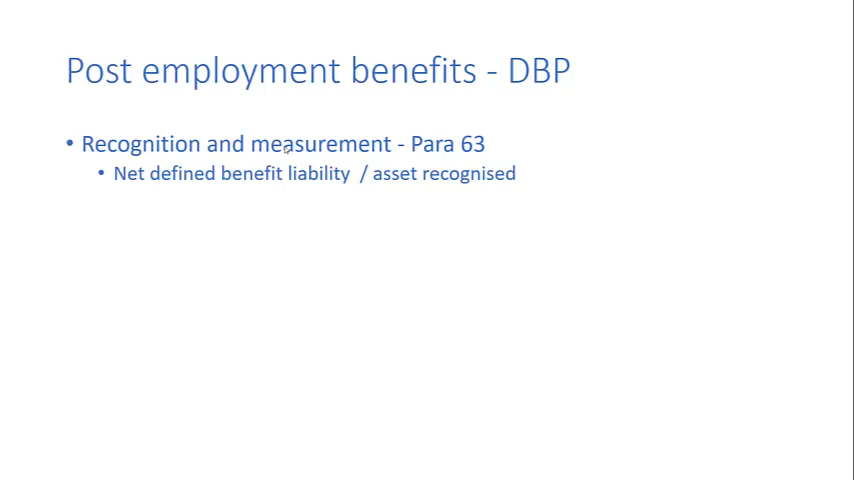 Post employment benefits - DBP
• Recognition and measurement - Para 63
• Net defined benefit liability / asset recognised